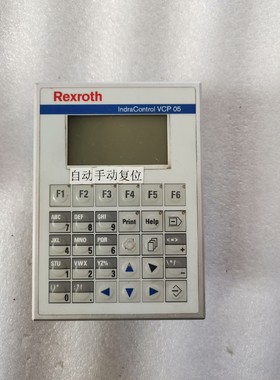 Rexroth
IndraControl VCP 05
自动手动复位
F1 F2 F3 F4 F5 F6
ABC 7 DEF 8 GHI 9 Print Help
JKL 4 MNO 5 PQR 6 +
STU 1 VWX 2 YZ% 3
0 .